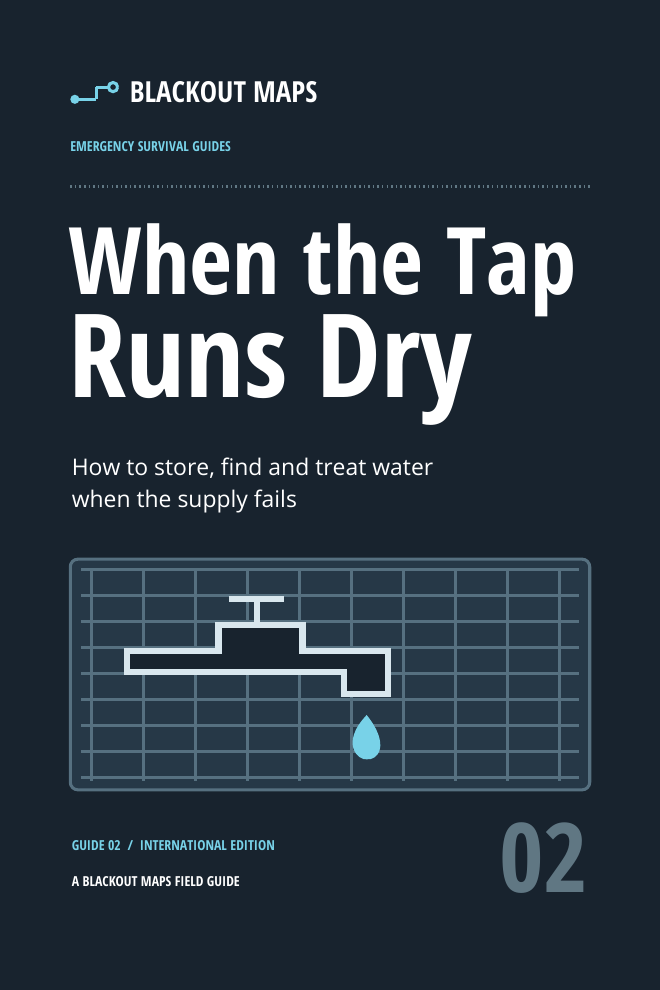 BLACKOUT MAPS
EMERGENCY SURVIVAL GUIDES
When the Tap
Runs Dry
How to store, find and treat water
when the supply fails
GUIDE 02 / INTERNATIONAL EDITION
02
A BLACKOUT MAPS FIELD GUIDE